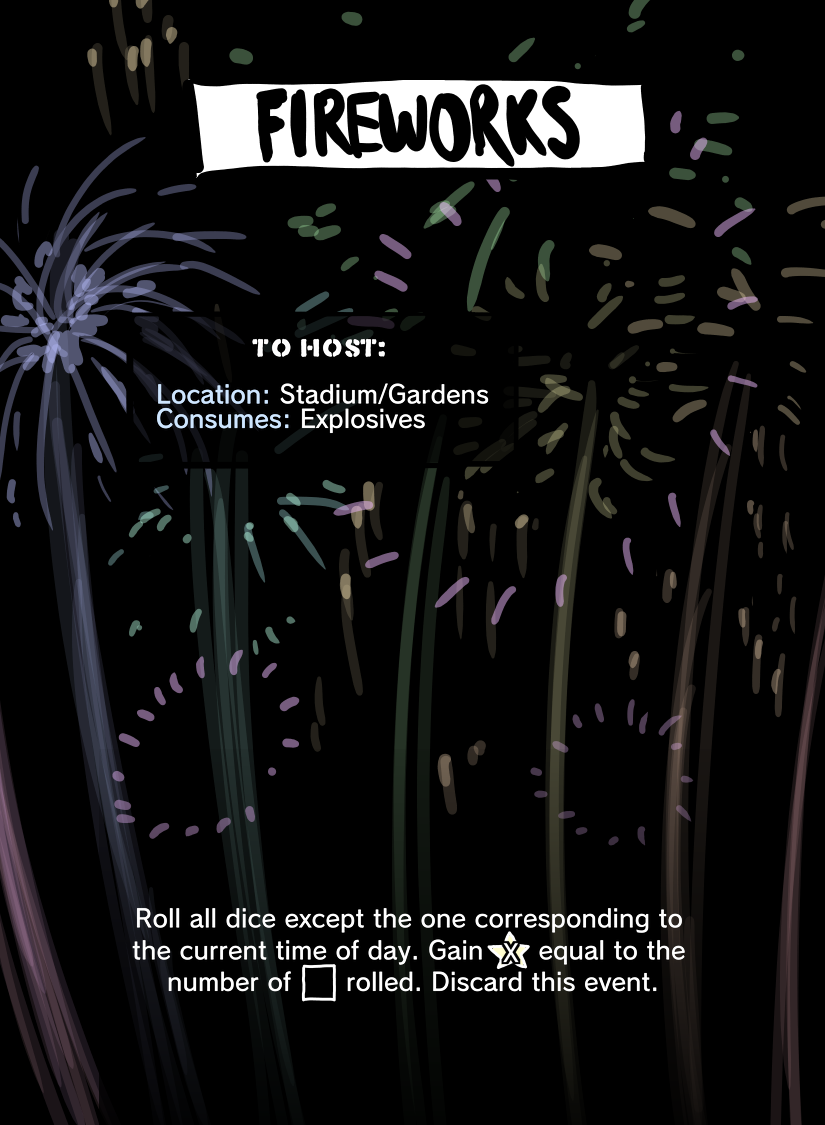 FIREWORKS
TO HOST:
Location: Stadium/Gardens
Consumes: Explosives
Roll all dice except the one corresponding to
the current time of day. Gain X equal to the
number of rolled. Discard this event.